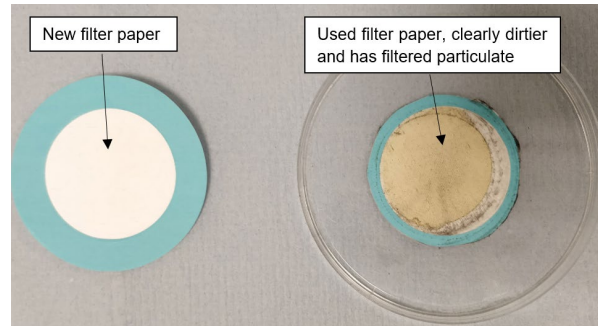 New filter paper
Used filter paper, clearly dirtier
and has filtered particulate